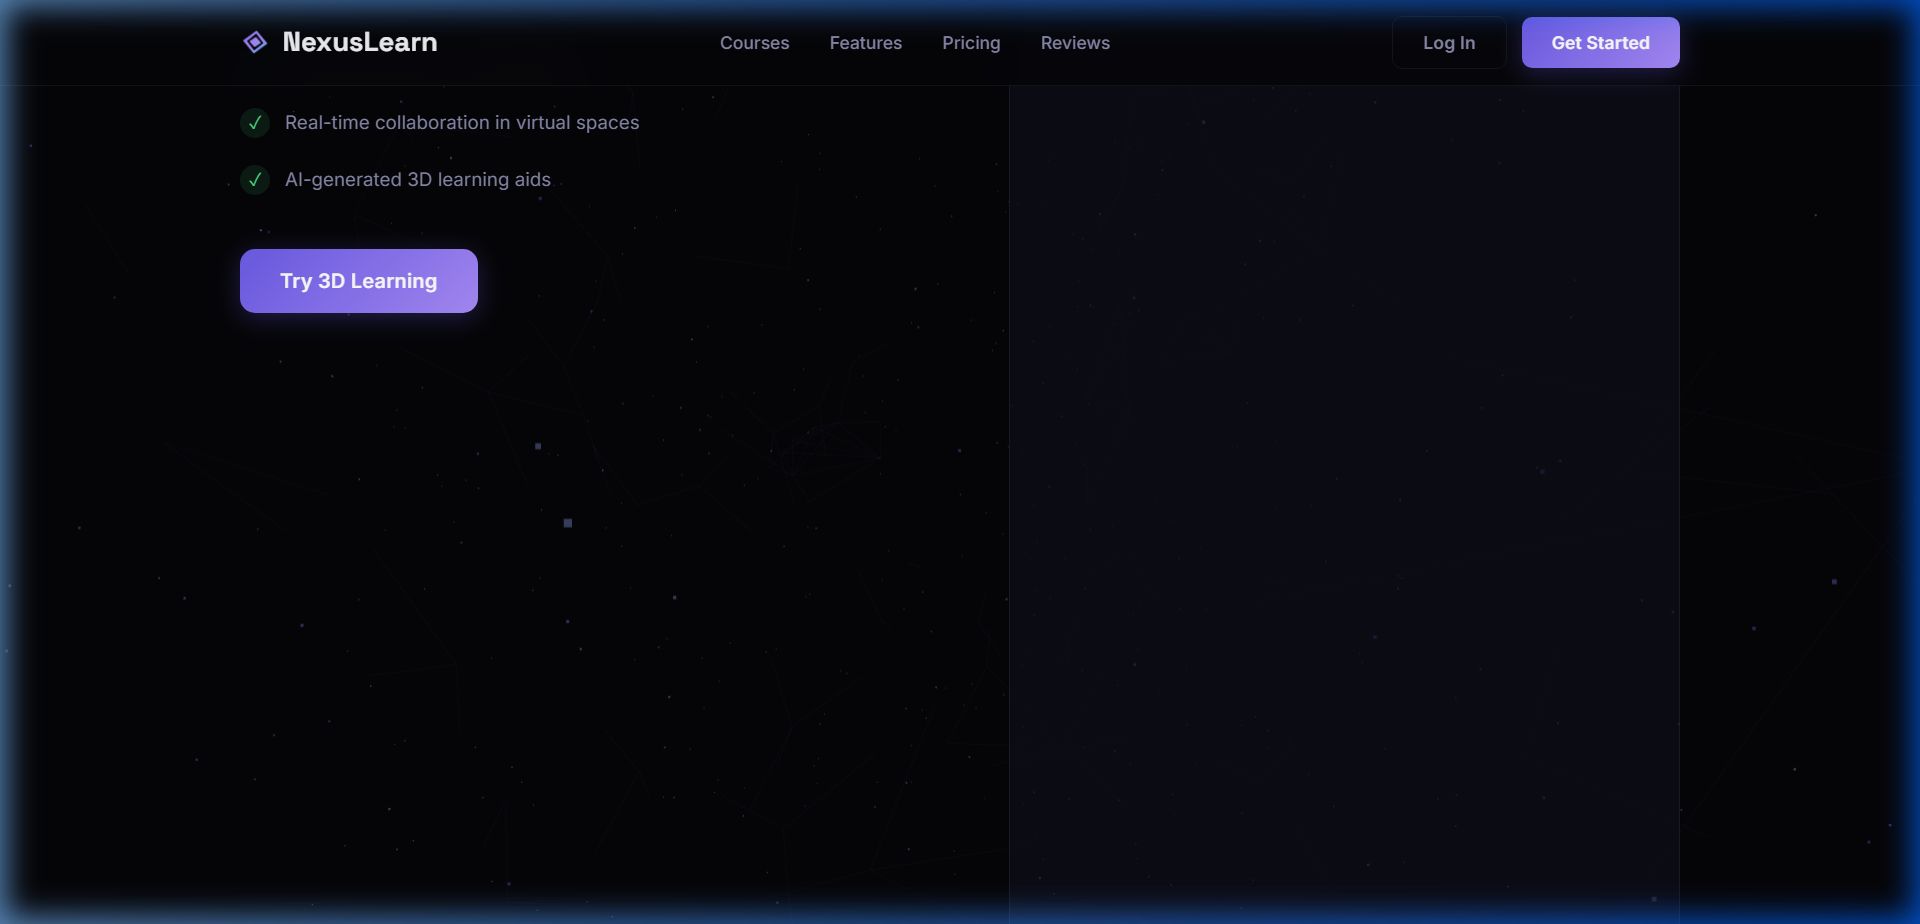 NexusLearn
Courses
Features
Pricing
Reviews
Log In
Get Started
✓ Real-time collaboration in virtual spaces
✓ AI-generated 3D learning aids
Try 3D Learning